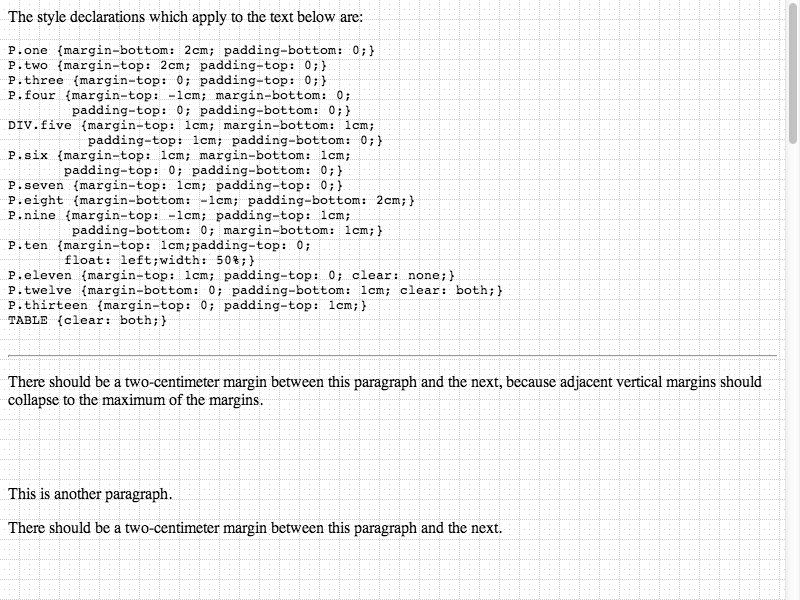 The style declarations which apply to the text below are:
P.one {margin-bottom: 2cm; padding-bottom: 0;}
P.two {margin-top: 2cm; padding-top: 0;}
P.three {margin-top: 0; padding-top: 0;}
P.four {margin-top: -1cm; margin-bottom: 0;
padding-top: 0; padding-bottom: 0;}
DIV.five {margin-top: 1cm; margin-bottom: 1cm;
padding-top: 1cm; padding-bottom: 0;}
P.six {margin-top: 1cm; margin-bottom: 1cm;
padding-top: 0; padding-bottom: 0;}
P.seven {margin-top: 1cm; padding-top: 0;}
P.eight {margin-bottom: -1cm; padding-bottom: 2cm;}
P.nine {margin-top: -1cm; padding-top: 1cm;
padding-bottom: 0; margin-bottom: 1cm;}
P.ten {margin-top: 1cm;padding-top: 0;
float: left;width: 50%;}
P.eleven {margin-top: 1cm; padding-top: 0; clear: none;}
P.twelve {margin-bottom: 0; padding-bottom: 1cm; clear: both;}
P.thirteen {margin-top: 0; padding-top: 1cm;}
TABLE {clear: both;}
There should be a two-centimeter margin between this paragraph and the next, because adjacent vertical margins should
collapse to the maximum of the margins.
This is another paragraph.
There should be a two-centimeter margin between this paragraph and the next.